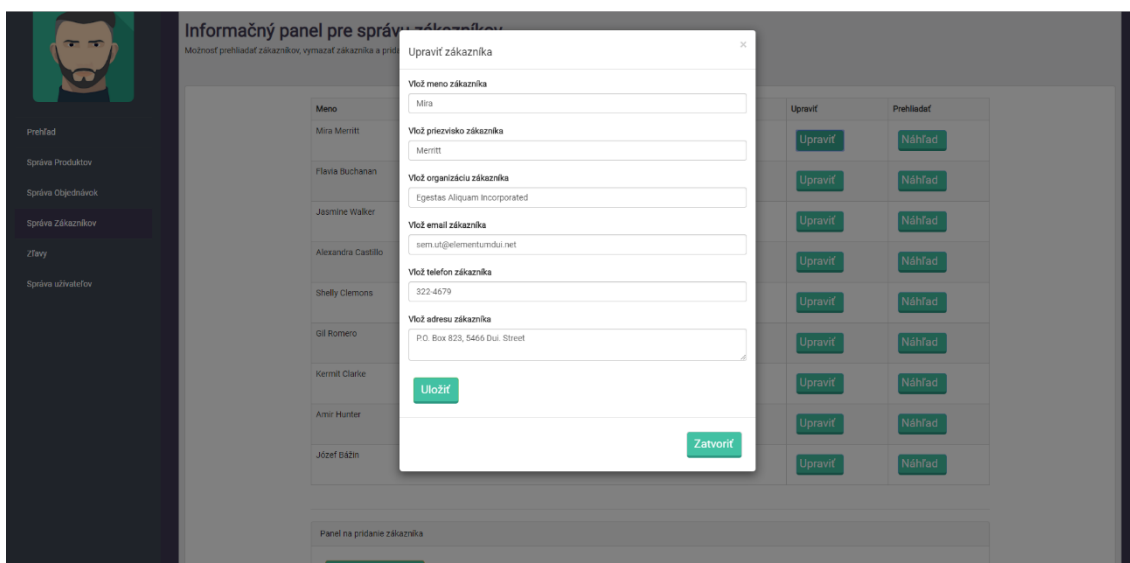 Informačný panel pre správu zákazníkov
Možnosť prehliadať zákazníkov, vymazať zákazníka a
Prehľad
Správa Produktov
Správa Objednávok
Správa Zákazníkov
Zľavy
Správa užívateľov
Upraviť zákazníka
×
Vlož meno zákazníka
Mira
Vlož priezvisko zákazníka
Merritt
Vlož organizáciu zákazníka
Egestas Aliquam Incorporated
Vlož email zákazníka
sem.ut@elementumdui.net
Vlož telefon zákazníka
322-4679
Vlož adresu zákazníka
P.O. Box 823, 5466 Dui. Street
Uložiť
Zatvoriť
Meno Upraviť Prehliadať
Mira Merritt Upraviť Náhľad
Flavia Buchanan Upraviť Náhľad
Jasmine Walker Upraviť Náhľad
Alexandra Castillo Upraviť Náhľad
Shelly Clemons Upraviť Náhľad
Gil Romero Upraviť Náhľad
Kermit Clarke Upraviť Náhľad
Amir Hunter Upraviť Náhľad
Józef Bážin Upraviť Náhľad
Panel na pridanie zákazníka